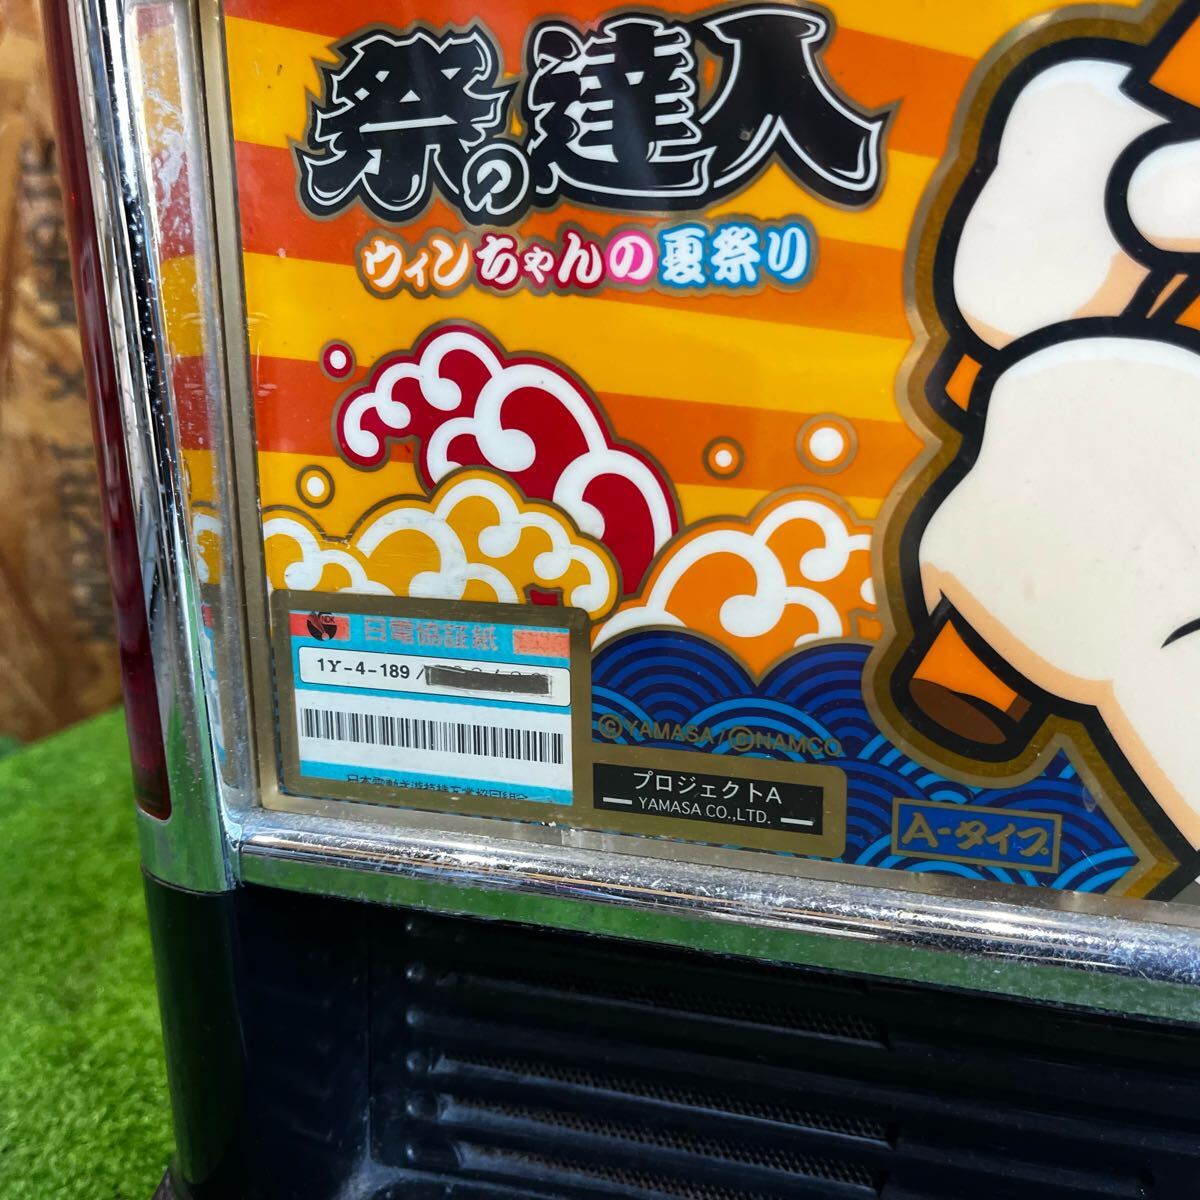 祭の達人
ウィンちゃんの夏祭り
NDK
日電協証紙
1Y-4-189/
©YAMASA/©NAMCO
プロジェクトA
YAMASA CO.,LTD.
A-タイプ